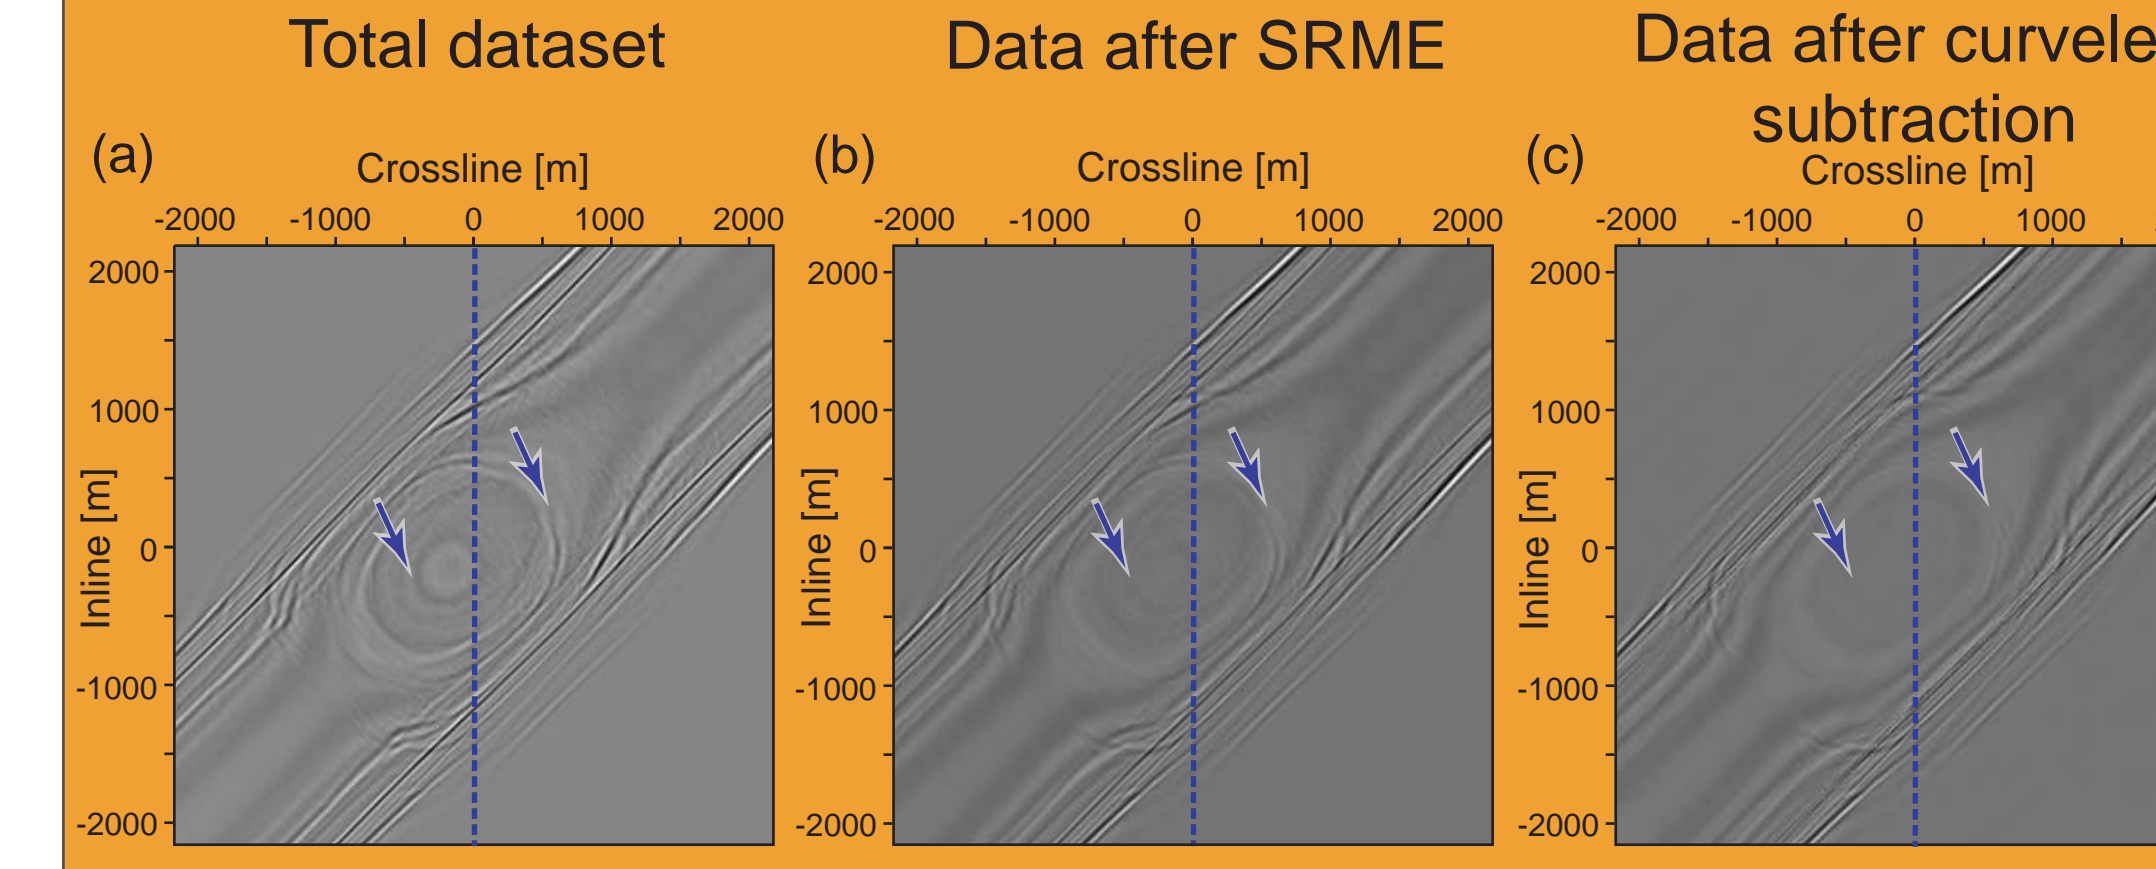 Total dataset
Data after SRME
Data after curvele
subtraction
(a)
Crossline [m]
-2000 -1000 0 1000 2000
2000
1000
0
-1000
-2000
Inline [m]
(b)
Crossline [m]
-2000 -1000 0 1000 2000
2000
1000
0
-1000
-2000
Inline [m]
(c)
Crossline [m]
-2000 -1000 0 1000
2000
1000
0
-1000
-2000
Inline [m]